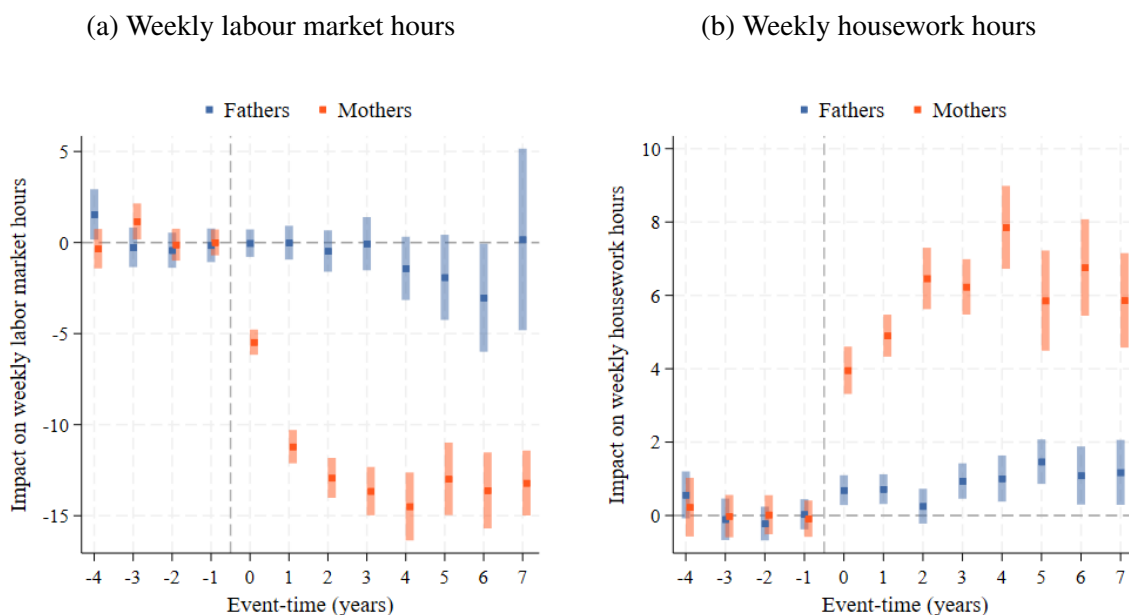 (a) Weekly labour market hours
Fathers Mothers
Impact on weekly labor market hours
5
0
-5
-10
-15
-4 -3 -2 -1 0 1 2 3 4 5 6 7
Event-time (years)
(b) Weekly housework hours
Fathers Mothers
Impact on weekly housework hours
10
8
6
4
2
0
-4 -3 -2 -1 0 1 2 3 4 5 6 7
Event-time (years)